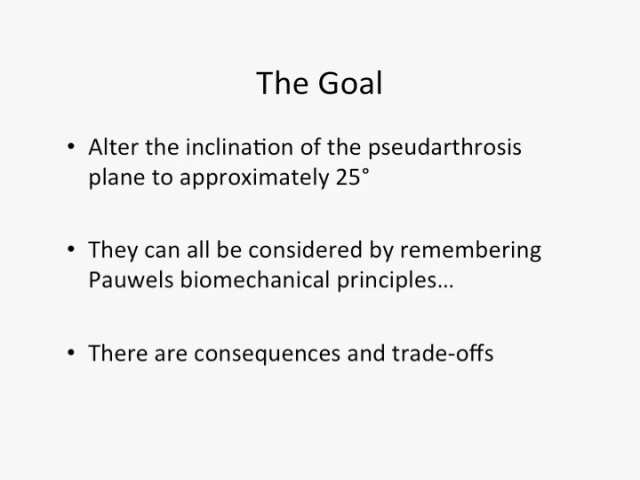 The Goal
• Alter the inclination of the pseudarthrosis
plane to approximately 25°
• They can all be considered by remembering
Pauwels biomechanical principles…
• There are consequences and trade-offs